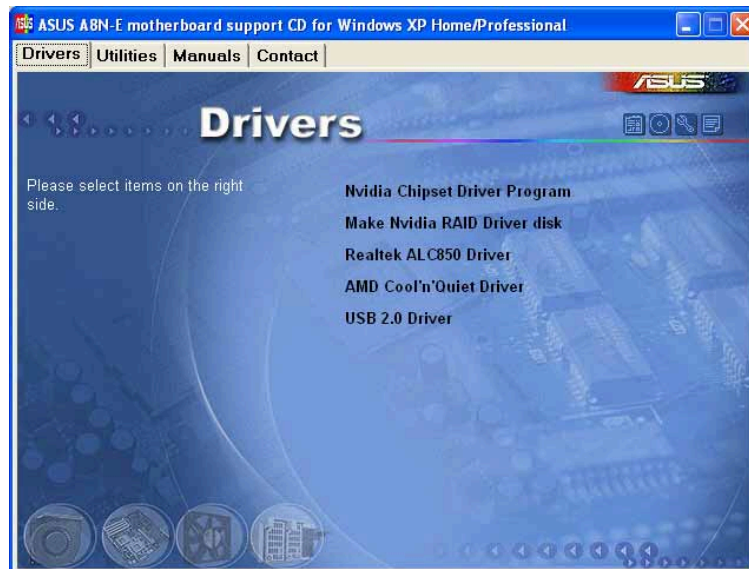 ASUS A8N-E motherboard support CD for Windows XP Home/Professional
Drivers
Utilities
Manuals
Contact
ASUS
Drivers
Please select items on the right
side.
Nvidia Chipset Driver Program
Make Nvidia RAID Driver disk
Realtek ALC850 Driver
AMD Cool'n'Quiet Driver
USB 2.0 Driver